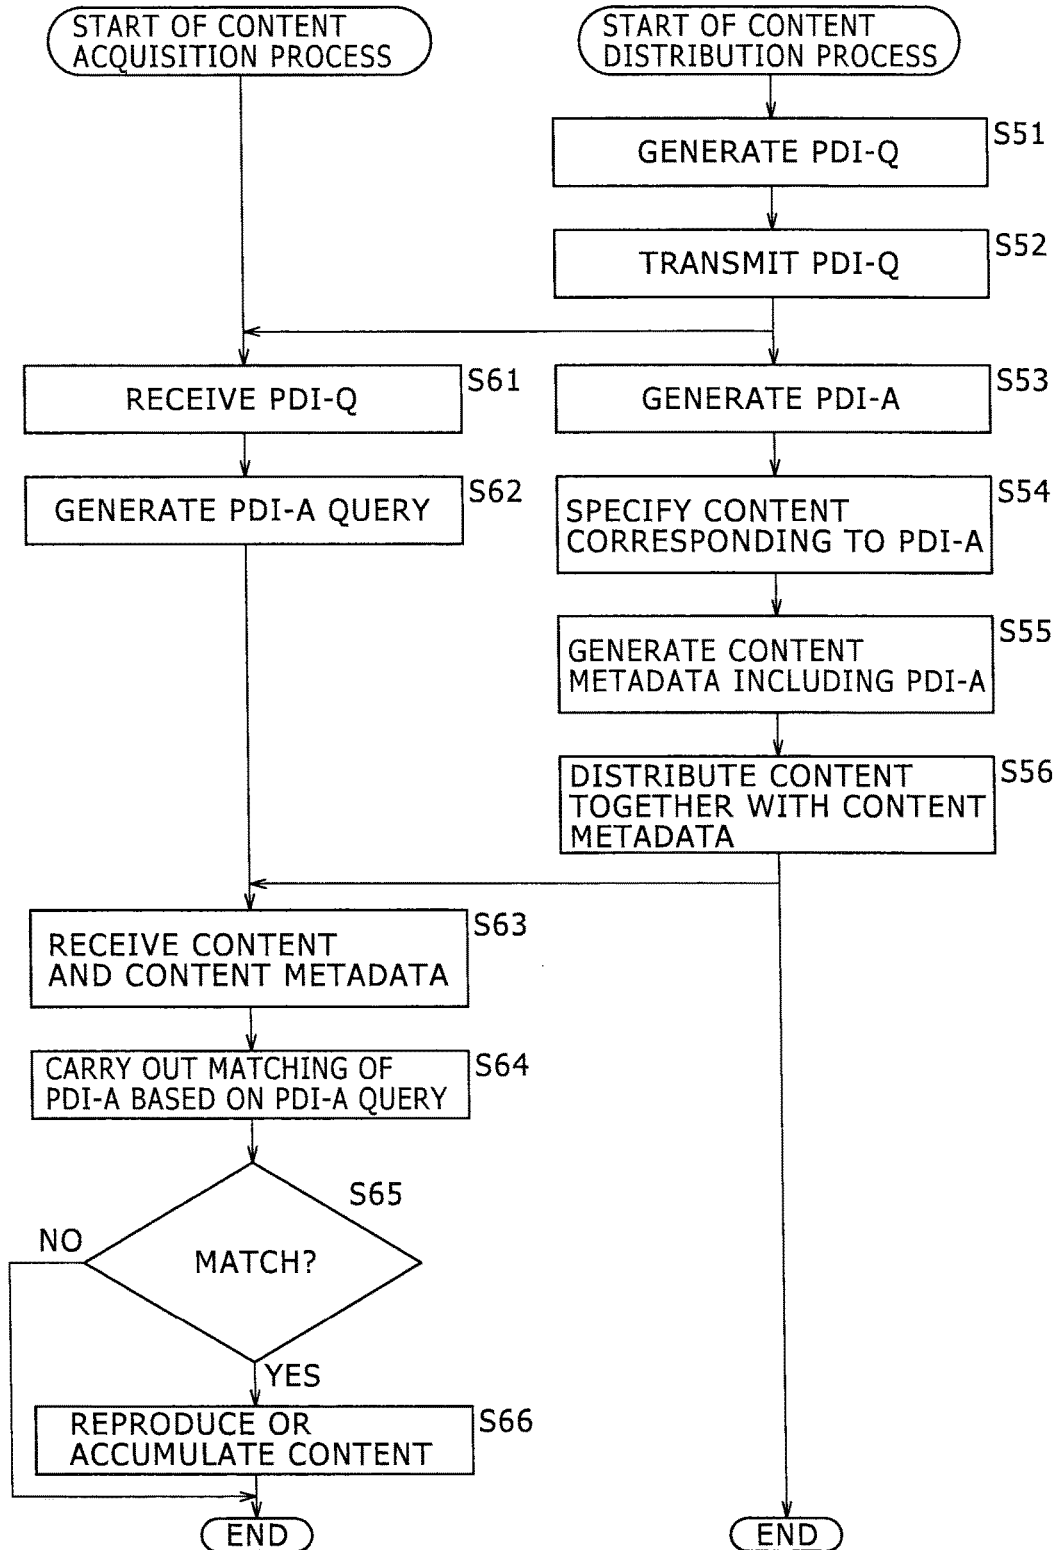 START OF CONTENT
ACQUISITION PROCESS
START OF CONTENT
DISTRIBUTION PROCESS
S51
GENERATE PDI-Q
S52
TRANSMIT PDI-Q
S61
RECEIVE PDI-Q
S53
GENERATE PDI-A
S62
GENERATE PDI-A QUERY
S54
SPECIFY CONTENT
CORRESPONDING TO PDI-A
S55
GENERATE CONTENT
METADATA INCLUDING PDI-A
S56
DISTRIBUTE CONTENT
TOGETHER WITH CONTENT
METADATA
S63
RECEIVE CONTENT
AND CONTENT METADATA
S64
CARRY OUT MATCHING OF
PDI-A BASED ON PDI-A QUERY
S65
NO
MATCH?
YES
S66
REPRODUCE OR
ACCUMULATE CONTENT
END
END